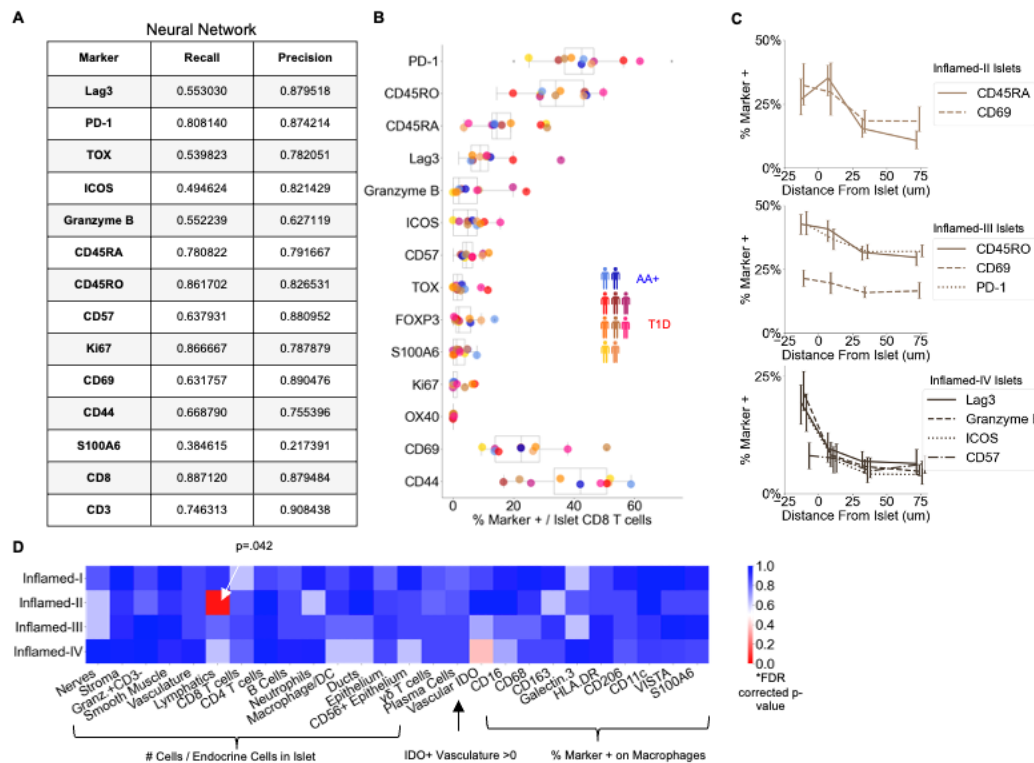 A
Neural Network
Marker Recall Precision
Lag3 0.553030 0.879518
PD-1 0.808140 0.874214
TOX 0.539823 0.782051
ICOS 0.494624 0.821429
Granzyme B 0.552239 0.627119
CD45RA 0.780822 0.791667
CD45RO 0.861702 0.826531
CD57 0.637931 0.880952
Ki67 0.866667 0.787879
CD69 0.631757 0.890476
CD44 0.668790 0.755396
S100A6 0.384615 0.217391
CD8 0.887120 0.879484
CD3 0.746313 0.908438
B
PD-1
CD45RO
CD45RA
Lag3
Granzyme B
ICOS
CD57
TOX
FOXP3
S100A6
Ki67
OX40
CD69
CD44
AA+
T1D
0 20 40 60
% Marker + / Islet CD8 T cells
C
50%
25%
0%
% Marker +
-25 0 25 50 75
Distance From Islet (um)
Inflamed-II Islets
CD45RA
CD69
50%
25%
0%
% Marker +
-25 0 25 50 75
Distance From Islet (um)
Inflamed-III Islets
CD45RO
CD69
PD-1
25%
0%
% Marker +
-25 0 25 50 75
Distance From Islet (um)
Inflamed-IV Islets
Lag3
Granzyme
ICOS
CD57
D
p=.042
Inflamed-I
Inflamed-II
Inflamed-III
Inflamed-IV
Nerves
Stroma
Granz.+CD3-
Smooth Muscle
Vasculature
Lymphatics
CD8 T cells
CD4 T cells
B Cells
Neutrophils
Macrophage/DC
Ducts
Epithelium
CD56+ Epithelium
γδ T cells
Plasma Cells
Vascular IDO
CD16
CD68
CD163
Galectin.3
HLA.DR
CD206
CD11c
VISTA
S100A6
1.0
0.8
0.6
0.4
0.2
0.0
*FDR
corrected p-
value
# Cells / Endocrine Cells in Islet
IDO+ Vasculature >0
% Marker + on Macrophages